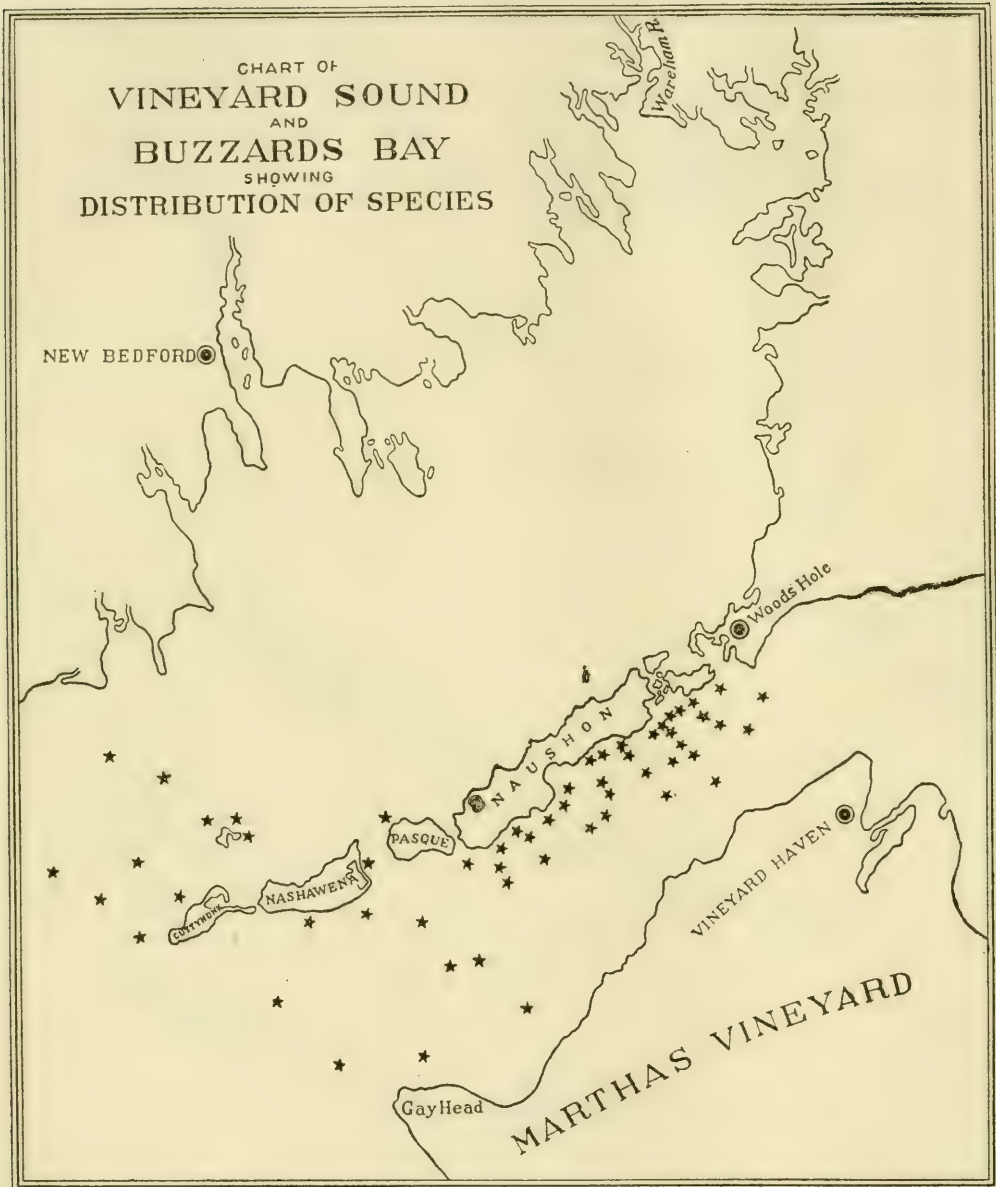 CHART OF
VINEYARD SOUND
AND
BUZZARDS BAY
SHOWING
DISTRIBUTION OF SPECIES
Wareham R.
NEW BEDFORD
Woods Hole
NAUSHON
PASQUE
NASHAWENA
CUTTYHUNK
VINEYARD HAVEN
MARTHAS VINEYARD
Gay Head